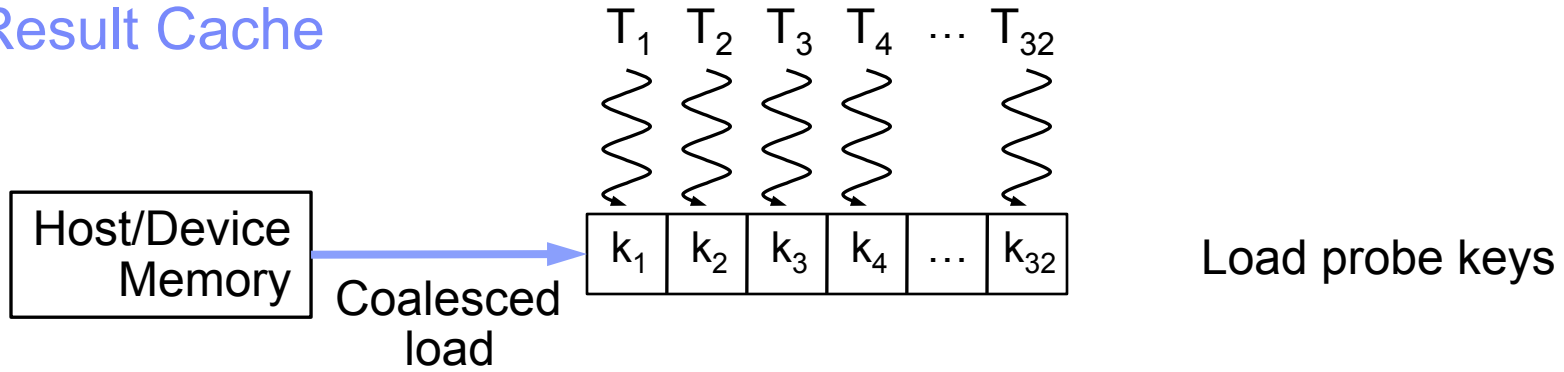 Result Cache
T₁ T₂ T₃ T₄ … T₃₂
Host/Device
Memory
Coalesced
load
k₁ k₂ k₃ k₄ … k₃₂
Load probe keys